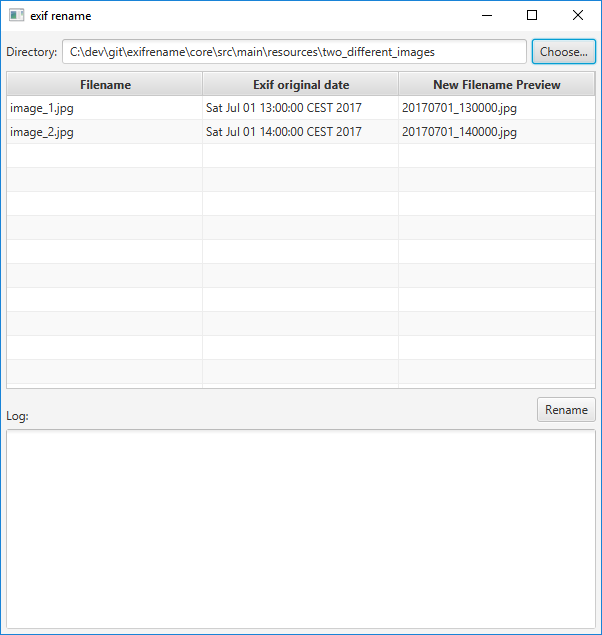 exif rename
Directory: C:\dev\git\exifrename\core\src\main\resources\two_different_images Choose...
Filename Exif original date New Filename Preview
image_1.jpg Sat Jul 01 13:00:00 CEST 2017 20170701_130000.jpg
image_2.jpg Sat Jul 01 14:00:00 CEST 2017 20170701_140000.jpg
Rename
Log: